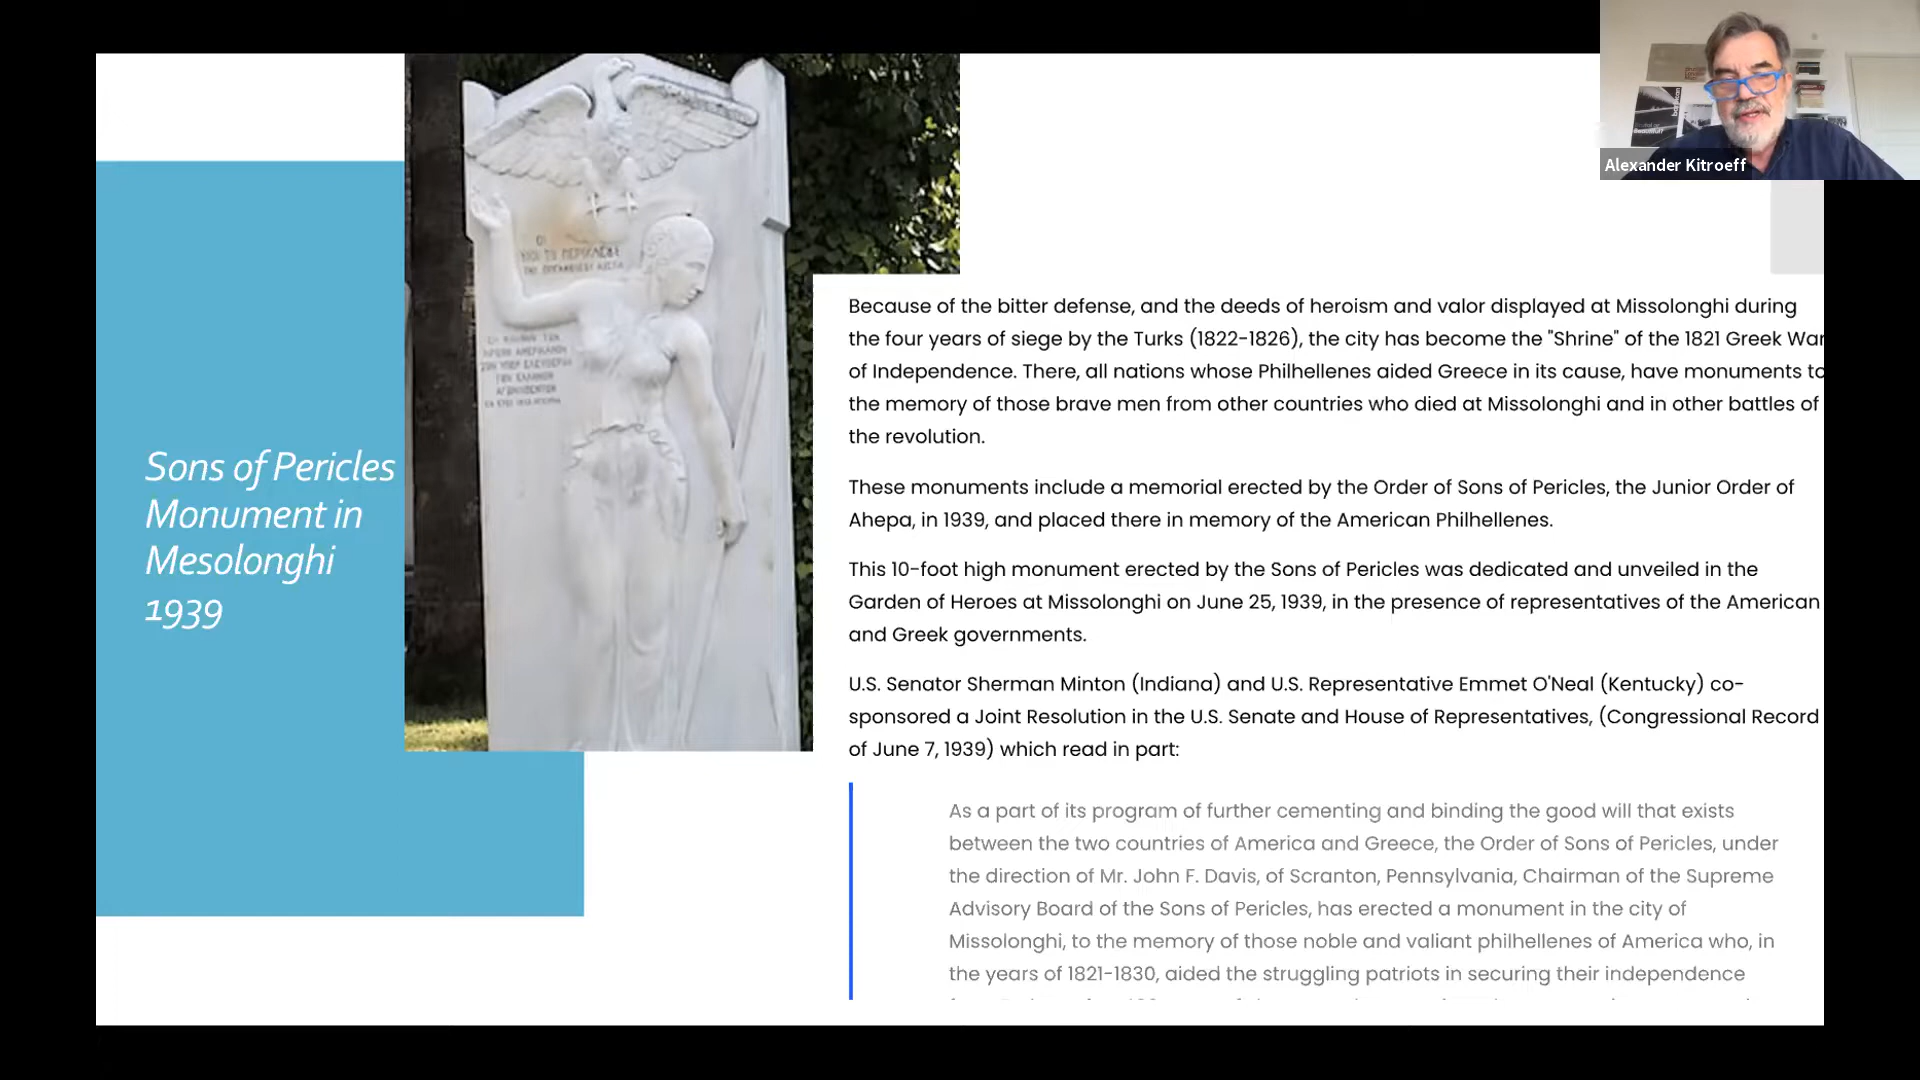 Alexander Kitroeff
Sons of Pericles
Monument in
Mesolonghi
1939
ΟΙ
Because of the bitter defense, and the deeds of heroism and valor displayed at Missolonghi during
the four years of siege by the Turks (1822-1826), the city has become the "Shrine" of the 1821 Greek War
of Independence. There, all nations whose Philhellenes aided Greece in its cause, have monuments to
the memory of those brave men from other countries who died at Missolonghi and in other battles of
the revolution.
These monuments include a memorial erected by the Order of Sons of Pericles, the Junior Order of
Ahepa, in 1939, and placed there in memory of the American Philhellenes.
This 10-foot high monument erected by the Sons of Pericles was dedicated and unveiled in the
Garden of Heroes at Missolonghi on June 25, 1939, in the presence of representatives of the American
and Greek governments.
U.S. Senator Sherman Minton (Indiana) and U.S. Representative Emmet O'Neal (Kentucky) co-
sponsored a Joint Resolution in the U.S. Senate and House of Representatives, (Congressional Record
of June 7, 1939) which read in part:
As a part of its program of further cementing and binding the good will that exists
between the two countries of America and Greece, the Order of Sons of Pericles, under
the direction of Mr. John F. Davis, of Scranton, Pennsylvania, Chairman of the Supreme
Advisory Board of the Sons of Pericles, has erected a monument in the city of
Missolonghi, to the memory of those noble and valiant philhellenes of America who, in
the years of 1821-1830, aided the struggling patriots in securing their independence